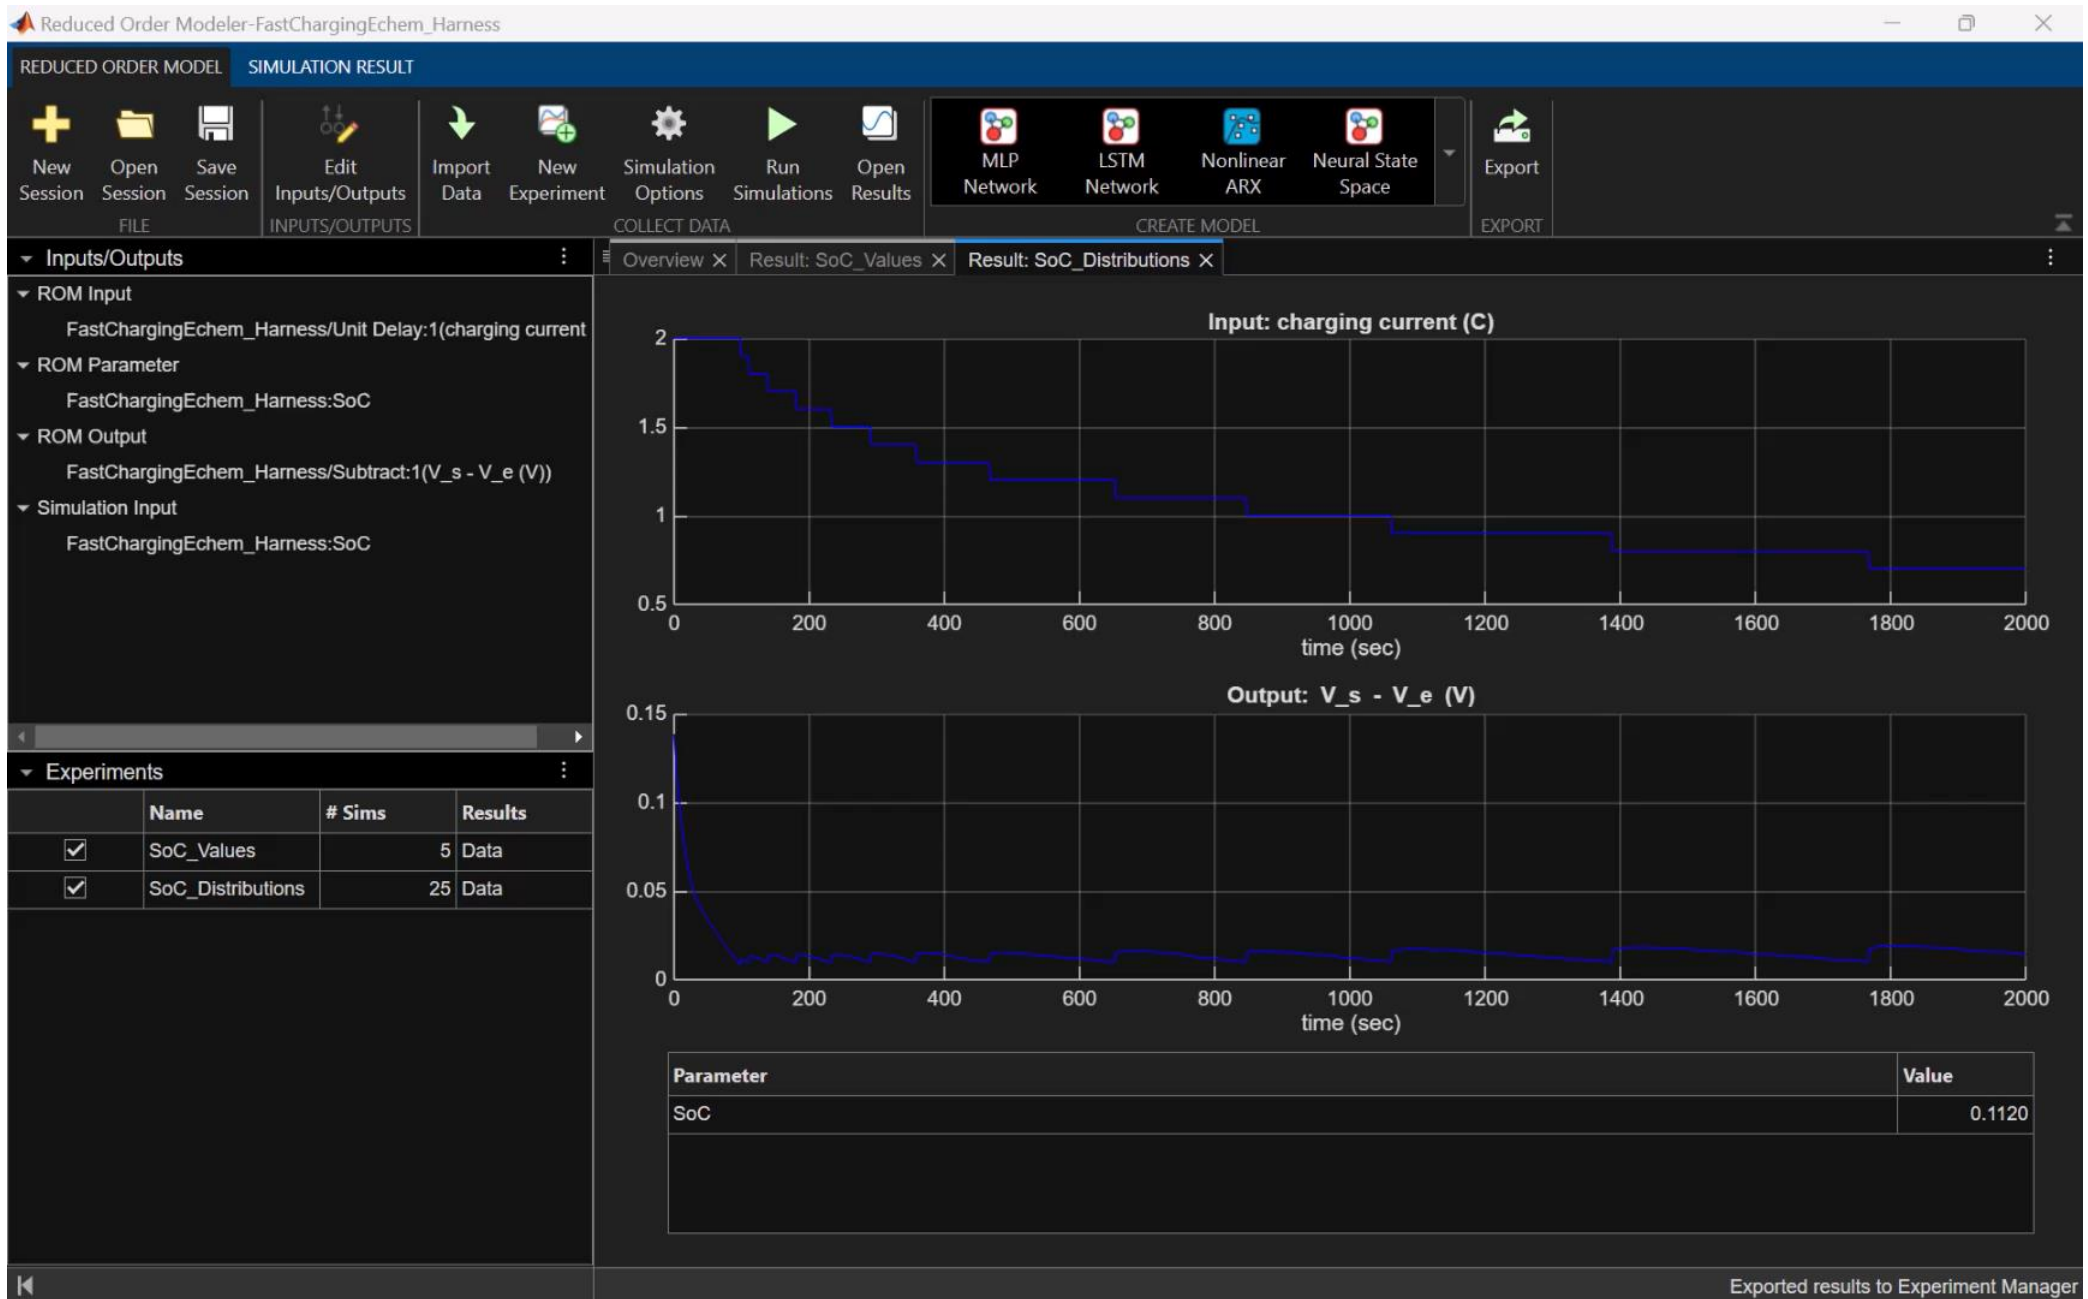 Reduced Order Modeler-FastChargingEchem_Harness
REDUCED ORDER MODEL SIMULATION RESULT
New Session
Open Session
Save Session
Edit Inputs/Outputs
Import Data
New Experiment
Simulation Options
Run Simulations
Open Results
MLP Network
LSTM Network
Nonlinear ARX
Neural State Space
Export
FILE INPUTS/OUTPUTS COLLECT DATA CREATE MODEL EXPORT
Inputs/Outputs
ROM Input
FastChargingEchem_Harness/Unit Delay:1(charging current
ROM Parameter
FastChargingEchem_Harness:SoC
ROM Output
FastChargingEchem_Harness/Subtract:1(V_s - V_e (V))
Simulation Input
FastChargingEchem_Harness:SoC
Experiments
Name # Sims Results
SoC_Values 5 Data
SoC_Distributions 25 Data
Overview Result: SoC_Values Result: SoC_Distributions
Input: charging current (C)
2
1.5
1
0.5
0 200 400 600 800 1000 1200 1400 1600 1800 2000
time (sec)
Output: V_s - V_e (V)
0.15
0.1
0.05
0
0 200 400 600 800 1000 1200 1400 1600 1800 2000
time (sec)
Parameter Value
SoC 0.1120
Exported results to Experiment Manager